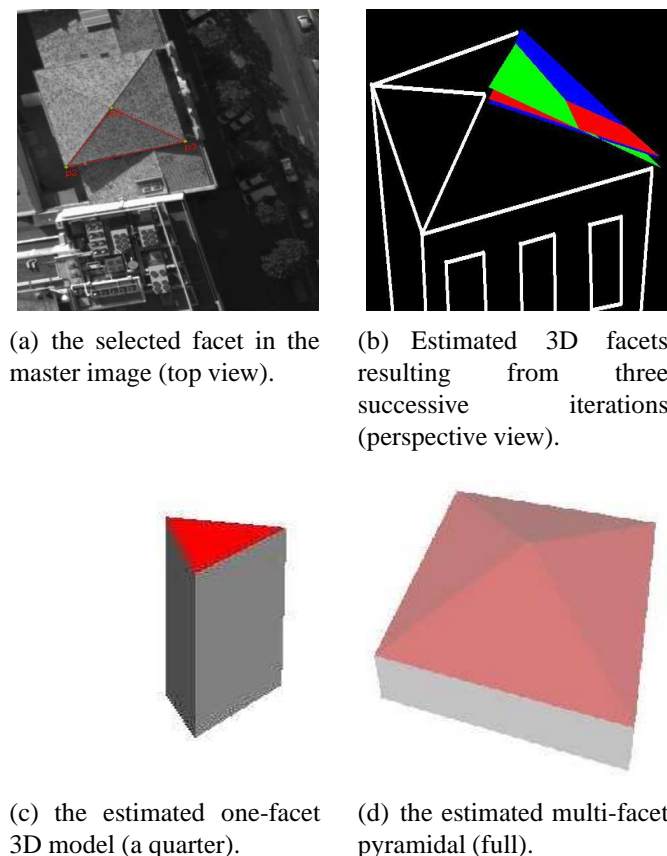 (a) the selected facet in the
master image (top view).
(b) Estimated 3D facets
resulting from three
successive iterations
(perspective view).
(c) the estimated one-facet
3D model (a quarter).
(d) the estimated multi-facet
pyramidal (full).